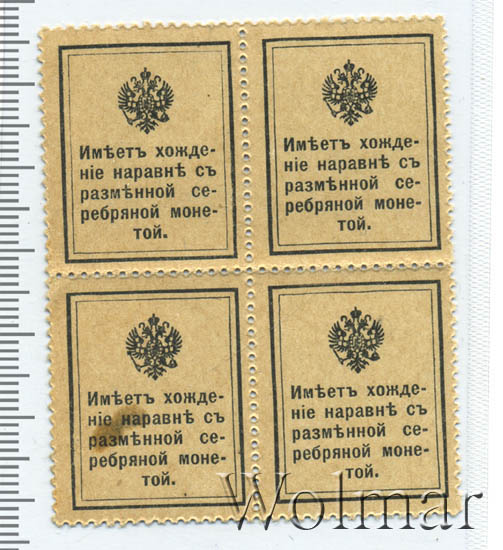 Имѣетъ хожде-
ніе наравнѣ съ
размѣнной се-
ребряной моне-
той.
Имѣетъ хожде-
ніе наравнѣ съ
размѣнной се-
ребряной моне-
той.
Имѣетъ хожде-
ніе наравнѣ съ
размѣнной се-
ребряной моне-
той.
Имѣетъ хожде-
ніе наравнѣ съ
размѣнной се-
ребряной моне-
той.
Wolmar